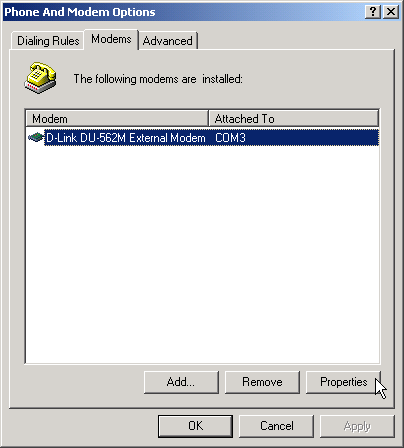 Phone And Modem Options
Dialing Rules Modems Advanced
The following modems are installed:
Modem Attached To
D-Link DU-562M External Modem COM3
Add... Remove Properties
OK Cancel Apply